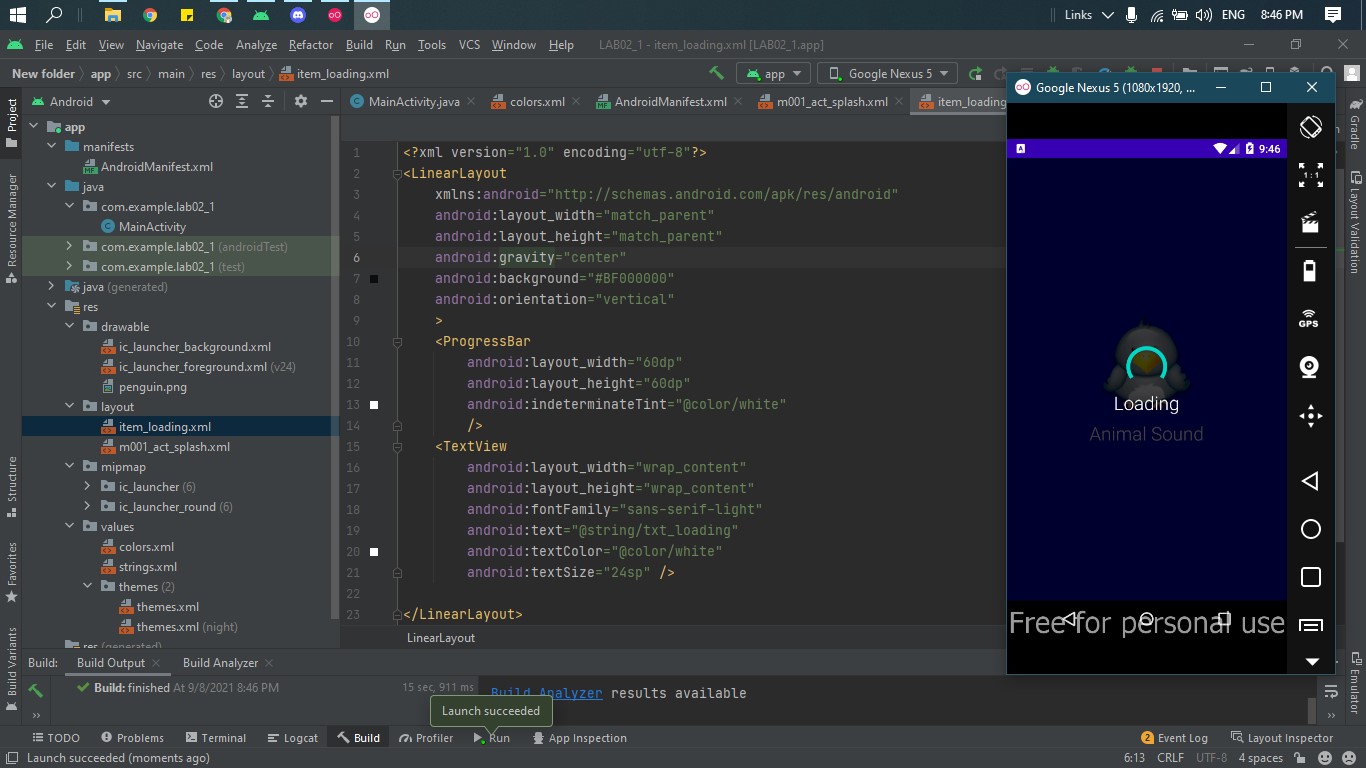 Links ENG 8:46 PM
File Edit View Navigate Code Analyze Refactor Build Run Tools VCS Window Help LAB02_1 - item_loading.xml [LAB02_1.app]
New folder app src main res layout item_loading.xml app Google Nexus 5
Android MainActivity.java colors.xml AndroidManifest.xml m001_act_splash.xml item_loading
Project
Resource Manager
Structure
Favorites
Build Variants
app
manifests
AndroidManifest.xml
java
com.example.lab02_1
MainActivity
com.example.lab02_1 (androidTest)
com.example.lab02_1 (test)
java (generated)
res
drawable
ic_launcher_background.xml
ic_launcher_foreground.xml (v24)
penguin.png
layout
item_loading.xml
m001_act_splash.xml
mipmap
ic_launcher (6)
ic_launcher_round (6)
values
colors.xml
strings.xml
themes (2)
themes.xml
themes.xml (night)
res (generated)
1 <?xml version="1.0" encoding="utf-8"?>
2 <LinearLayout
3 xmlns:android="http://schemas.android.com/apk/res/android"
4 android:layout_width="match_parent"
5 android:layout_height="match_parent"
6 android:gravity="center"
7 android:background="#BF000000"
8 android:orientation="vertical"
9 >
10 <ProgressBar
11 android:layout_width="60dp"
12 android:layout_height="60dp"
13 android:indeterminateTint="@color/white"
14 />
15 <TextView
16 android:layout_width="wrap_content"
17 android:layout_height="wrap_content"
18 android:fontFamily="sans-serif-light"
19 android:text="@string/txt_loading"
20 android:textColor="@color/white"
21 android:textSize="24sp" />
22
23 </LinearLayout>
LinearLayout
Google Nexus 5 (1080x1920, ...
9:46
Loading
Animal Sound
Free for personal use
1 : 1
GPS
Gradle
Layout Validation
Emulator
Build: Build Output Build Analyzer
Build: finished At 9/8/2021 8:46 PM 15 sec, 911 ms
Build Analyzer results available
Launch succeeded
TODO Problems Terminal Logcat Build Profiler Run App Inspection 2 Event Log Layout Inspector
Launch succeeded (moments ago) 6:13 CRLF UTF-8 4 spaces